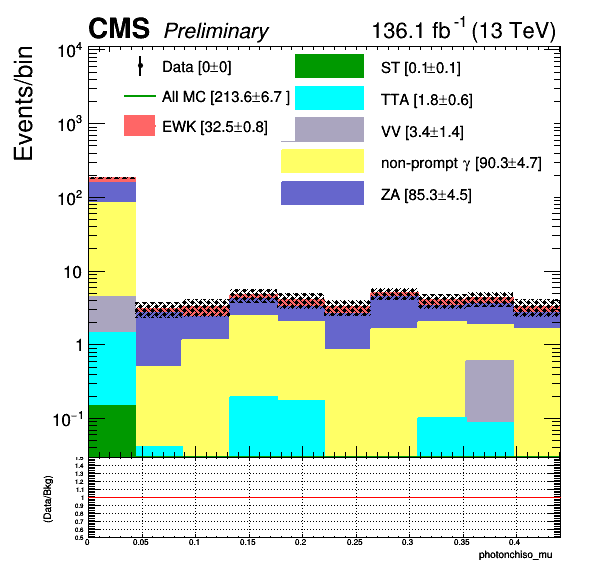 CMS Preliminary 136.1 fb⁻¹ (13 TeV)
Events/bin
10⁴
10³
10²
10
1
10⁻¹
Data [0±0]
All MC [213.6±6.7 ]
EWK [32.5±0.8]
ST [0.1±0.1]
TTA [1.8±0.6]
VV [3.4±1.4]
non-prompt γ [90.3±4.7]
ZA [85.3±4.5]
(Data/Bkg)
1.5
1.4
1.3
1.2
1.1
1
0.9
0.8
0.7
0.6
0.5
0 0.05 0.1 0.15 0.2 0.25 0.3 0.35 0.4
photonchiso_mu